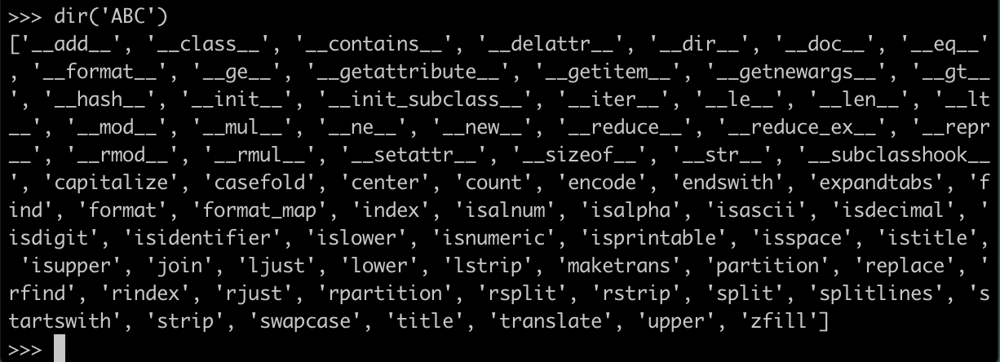 >>> dir('ABC')
['__add__', '__class__', '__contains__', '__delattr__', '__dir__', '__doc__', '__eq__'
, '__format__', '__ge__', '__getattribute__', '__getitem__', '__getnewargs__', '__gt__
', '__hash__', '__init__', '__init_subclass__', '__iter__', '__le__', '__len__', '__lt
__', '__mod__', '__mul__', '__ne__', '__new__', '__reduce__', '__reduce_ex__', '__repr
__', '__rmod__', '__rmul__', '__setattr__', '__sizeof__', '__str__', '__subclasshook__
', 'capitalize', 'casefold', 'center', 'count', 'encode', 'endswith', 'expandtabs', 'f
ind', 'format', 'format_map', 'index', 'isalnum', 'isalpha', 'isascii', 'isdecimal', '
isdigit', 'isidentifier', 'islower', 'isnumeric', 'isprintable', 'isspace', 'istitle',
 'isupper', 'join', 'ljust', 'lower', 'lstrip', 'maketrans', 'partition', 'replace', '
rfind', 'rindex', 'rjust', 'rpartition', 'rsplit', 'rstrip', 'split', 'splitlines', 's
tartswith', 'strip', 'swapcase', 'title', 'translate', 'upper', 'zfill']
>>>